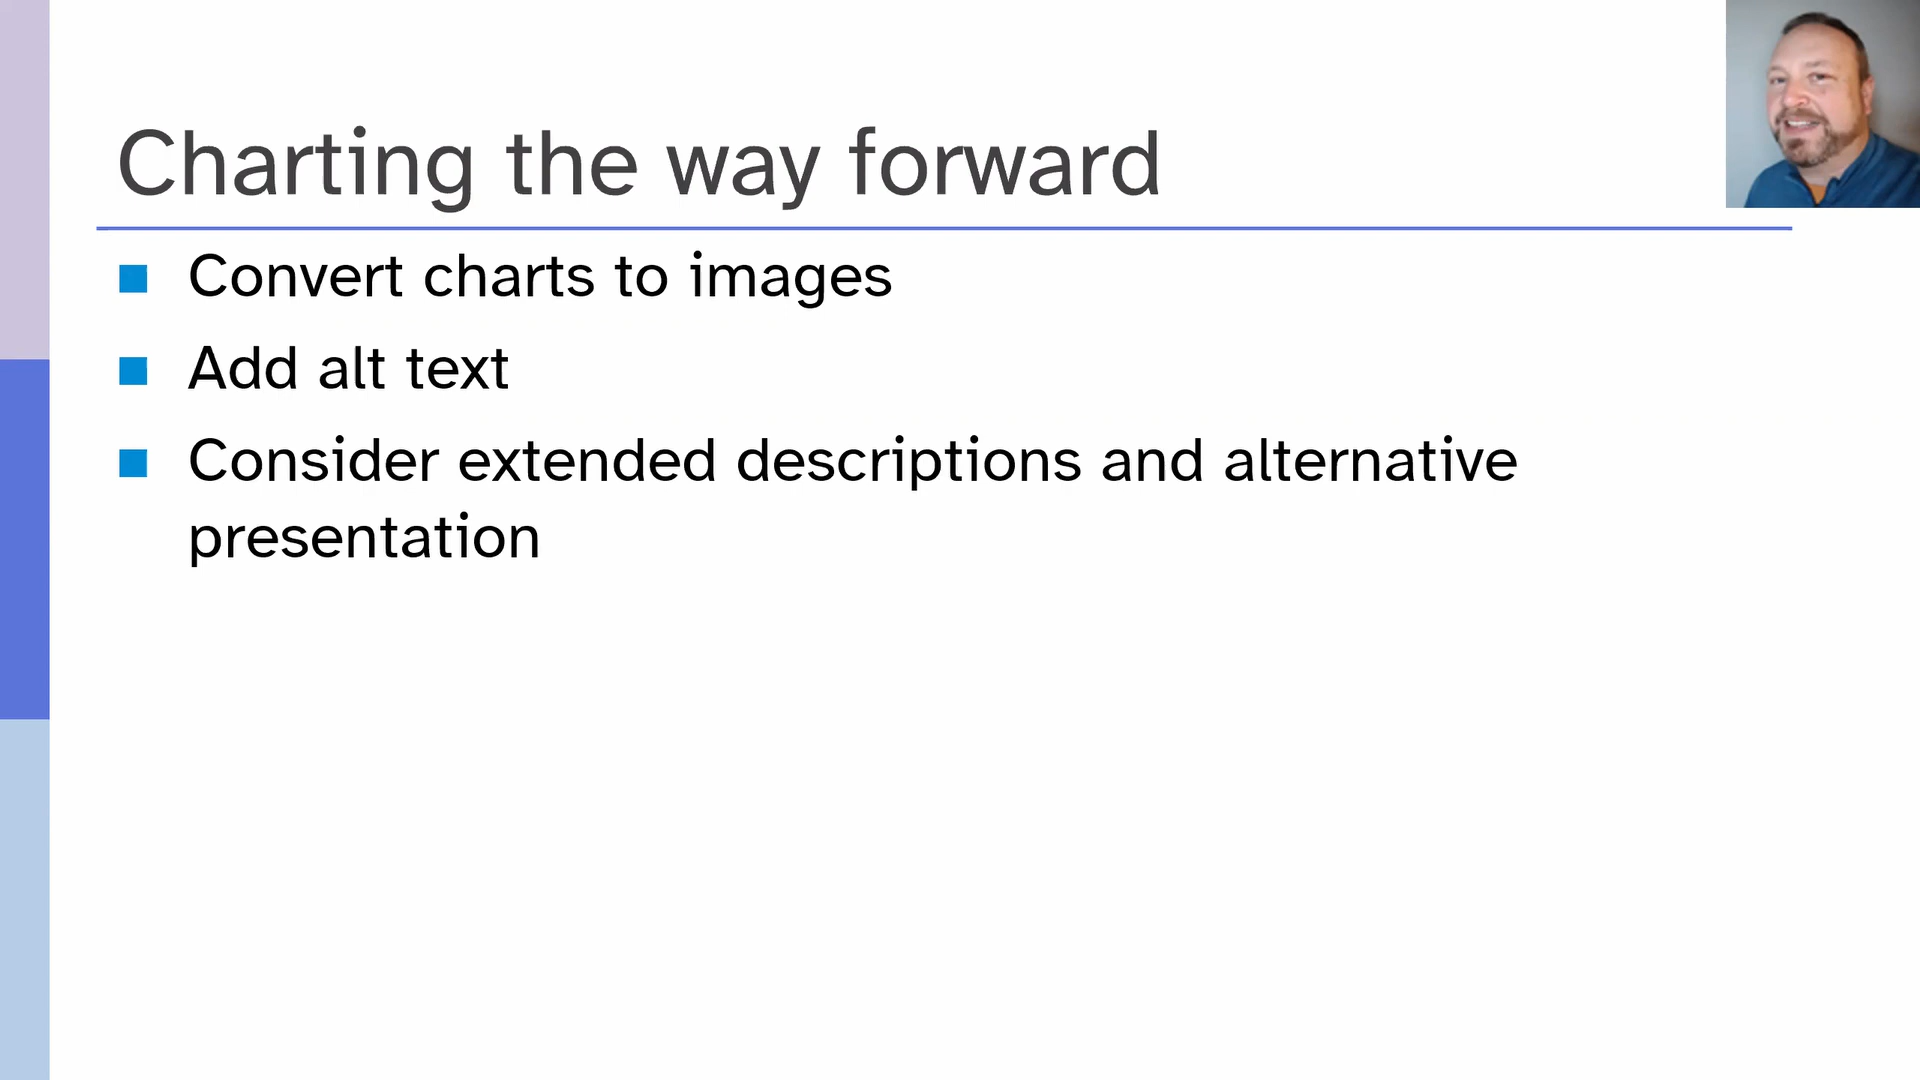 Charting the way forward
Convert charts to images
Add alt text
Consider extended descriptions and alternative
presentation